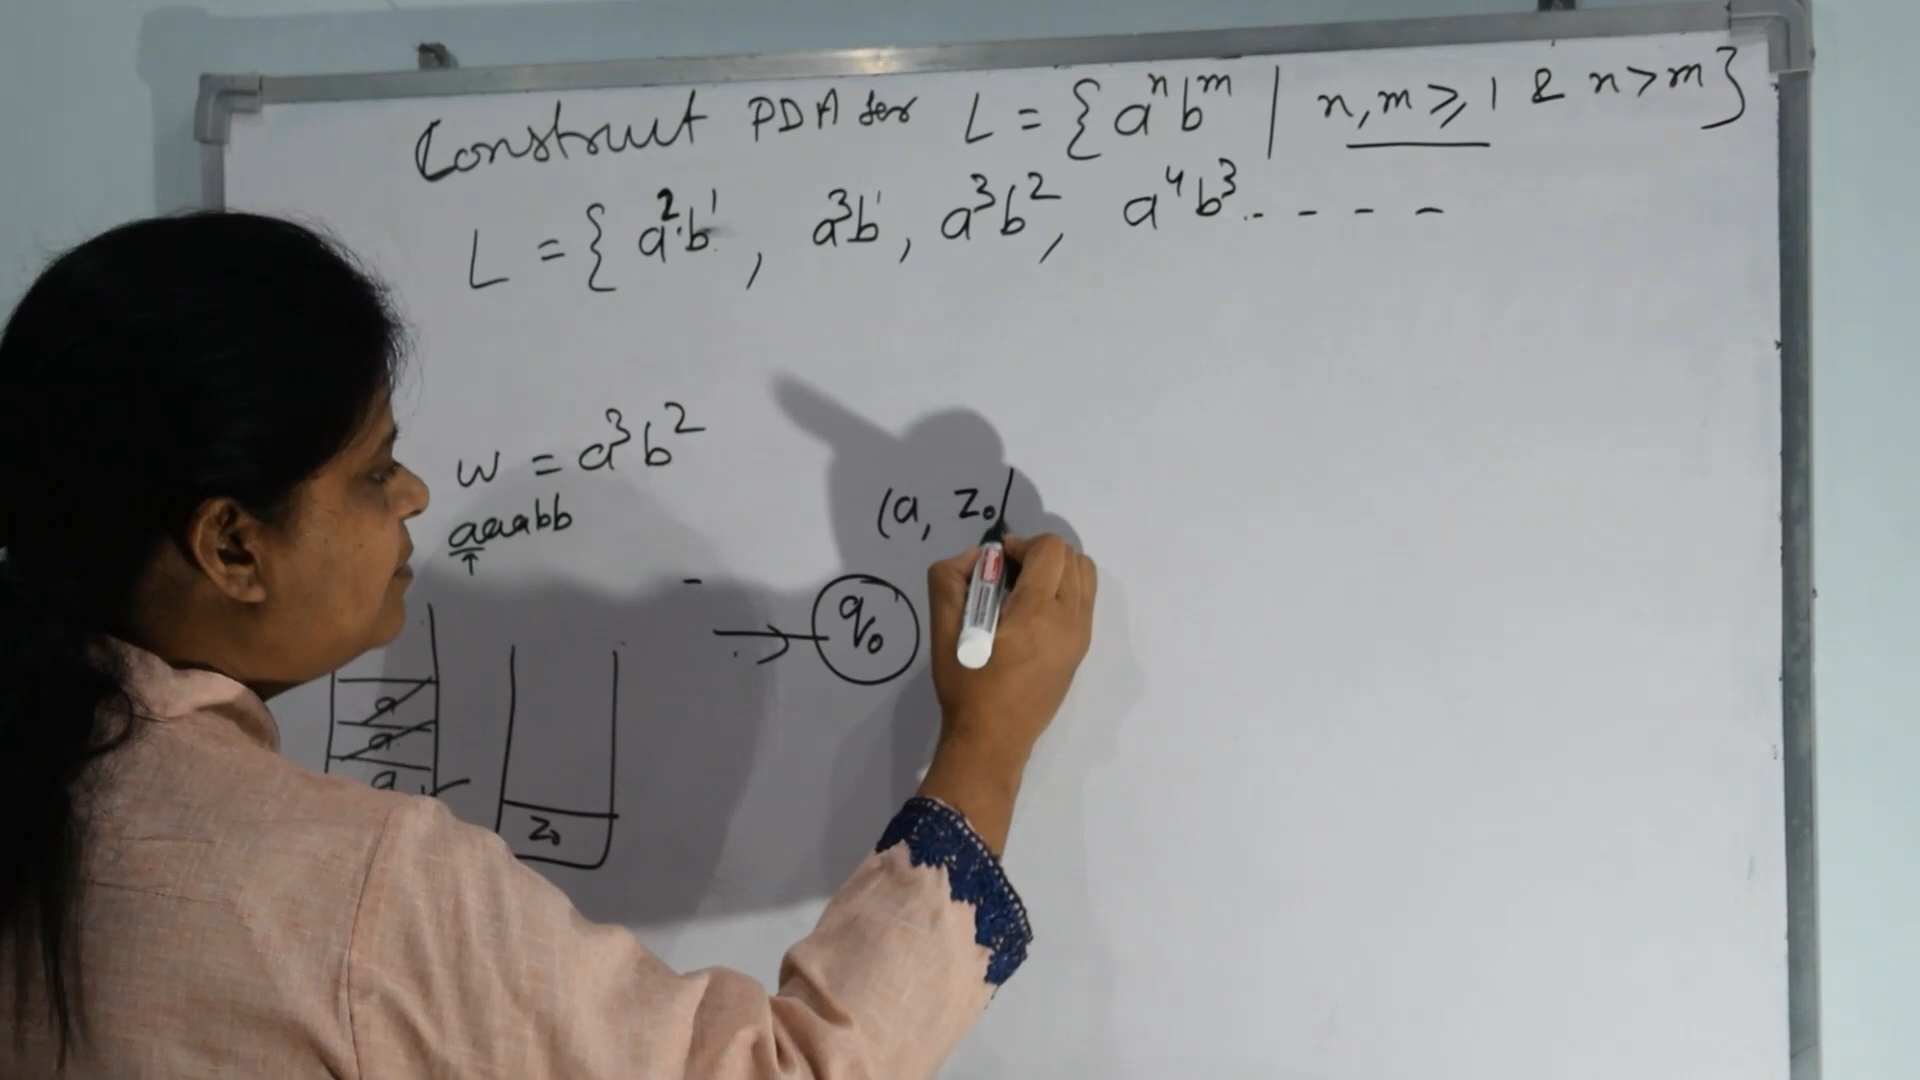 Construct PDA for L = {aⁿbᵐ | n,m ≥ 1 & n>m}
L = { a²b¹, a³b¹, a³b², a⁴b³ - - - -
w = a³b²
aaabb
(a, z₀/
q₀
a
a
a
z₀